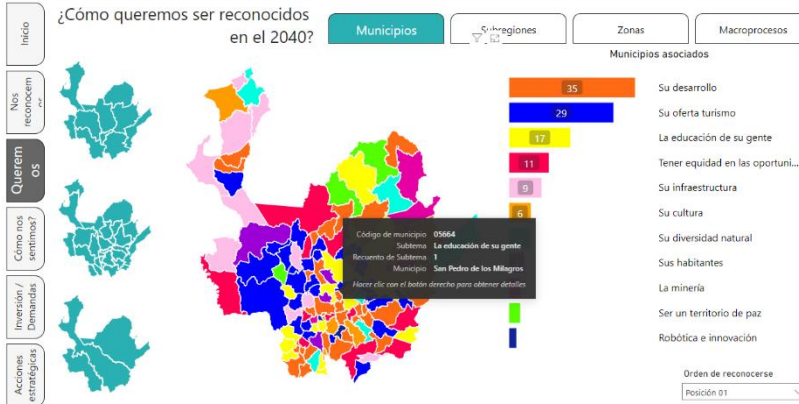 ¿Cómo queremos ser reconocidos
en el 2040?
Municipios
Subregiones
Zonas
Macroprocesos
Inicio
Nos
reconocem
os
Querem
os
Cómo nos
sentimos?
Inversión /
Demandas
Acciones
estratégicas
Municipios asociados
35 Su desarrollo
29 Su oferta turismo
17 La educación de su gente
11 Tener equidad en las oportuni...
9 Su infraestructura
6 Su cultura
Su diversidad natural
Sus habitantes
La minería
Ser un territorio de paz
Robótica e innovación
Código de municipio 05664
Subtema La educación de su gente
Recuento de Subtema 1
Municipio San Pedro de los Milagros
Hacer clic con el botón derecho para obtener detalles
Orden de reconocerse
Posición 01